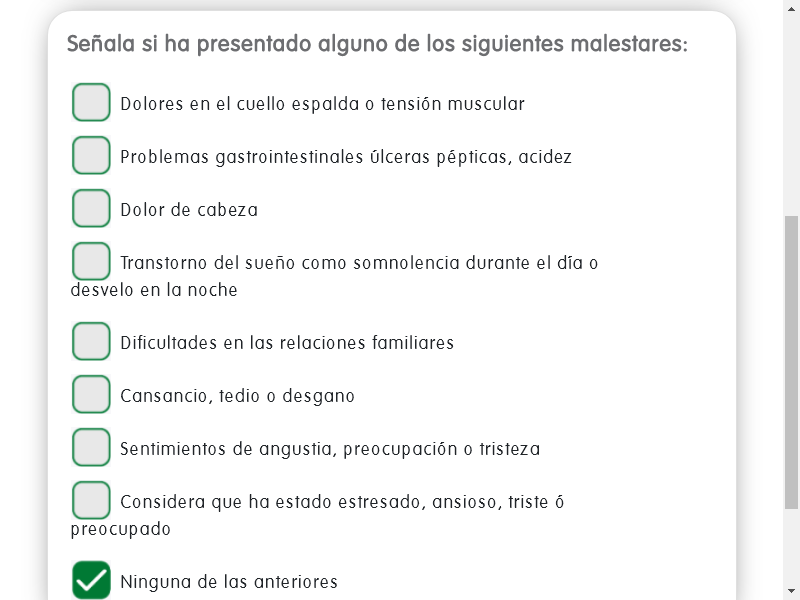 Señala si ha presentado alguno de los siguientes malestares:
Dolores en el cuello espalda o tensión muscular
Problemas gastrointestinales úlceras pépticas, acidez
Dolor de cabeza
Transtorno del sueño como somnolencia durante el día o
desvelo en la noche
Dificultades en las relaciones familiares
Cansancio, tedio o desgano
Sentimientos de angustia, preocupación o tristeza
Considera que ha estado estresado, ansioso, triste ó
preocupado
Ninguna de las anteriores